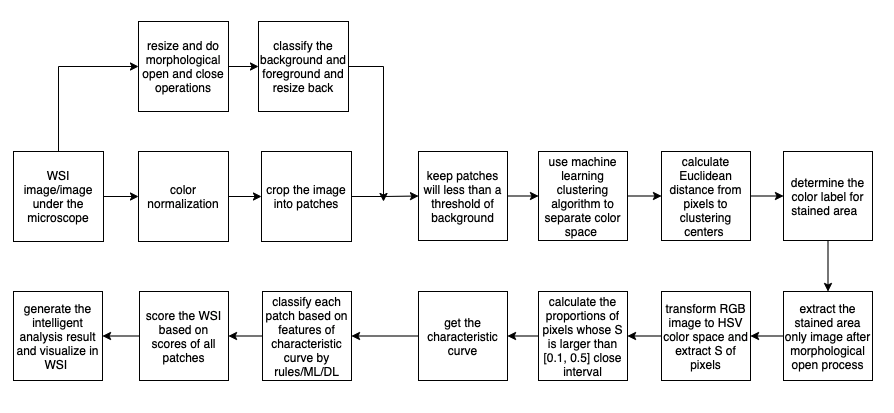 resize and do
morphological
open and close
operations
classify the
background and
foreground and
resize back
WSI
image/image
under the
microscope
color
normalization
crop the image
into patches
keep patches
will less than a
threshold of
background
use machine
learning
clustering
algorithm to
separate color
space
calculate
Euclidean
distance from
pixels to
clustering
centers
determine the
color label for
stained area
extract the
stained area
only image after
morphological
open process
transform RGB
image to HSV
color space and
extract S of
pixels
calculate the
proportions of
pixels whose S
is larger than
[0.1, 0.5] close
interval
get the
characteristic
curve
classify each
patch based on
features of
characteristic
curve by
rules/ML/DL
score the WSI
based on
scores of all
patches
generate the
intelligent
analysis result
and visualize in
WSI